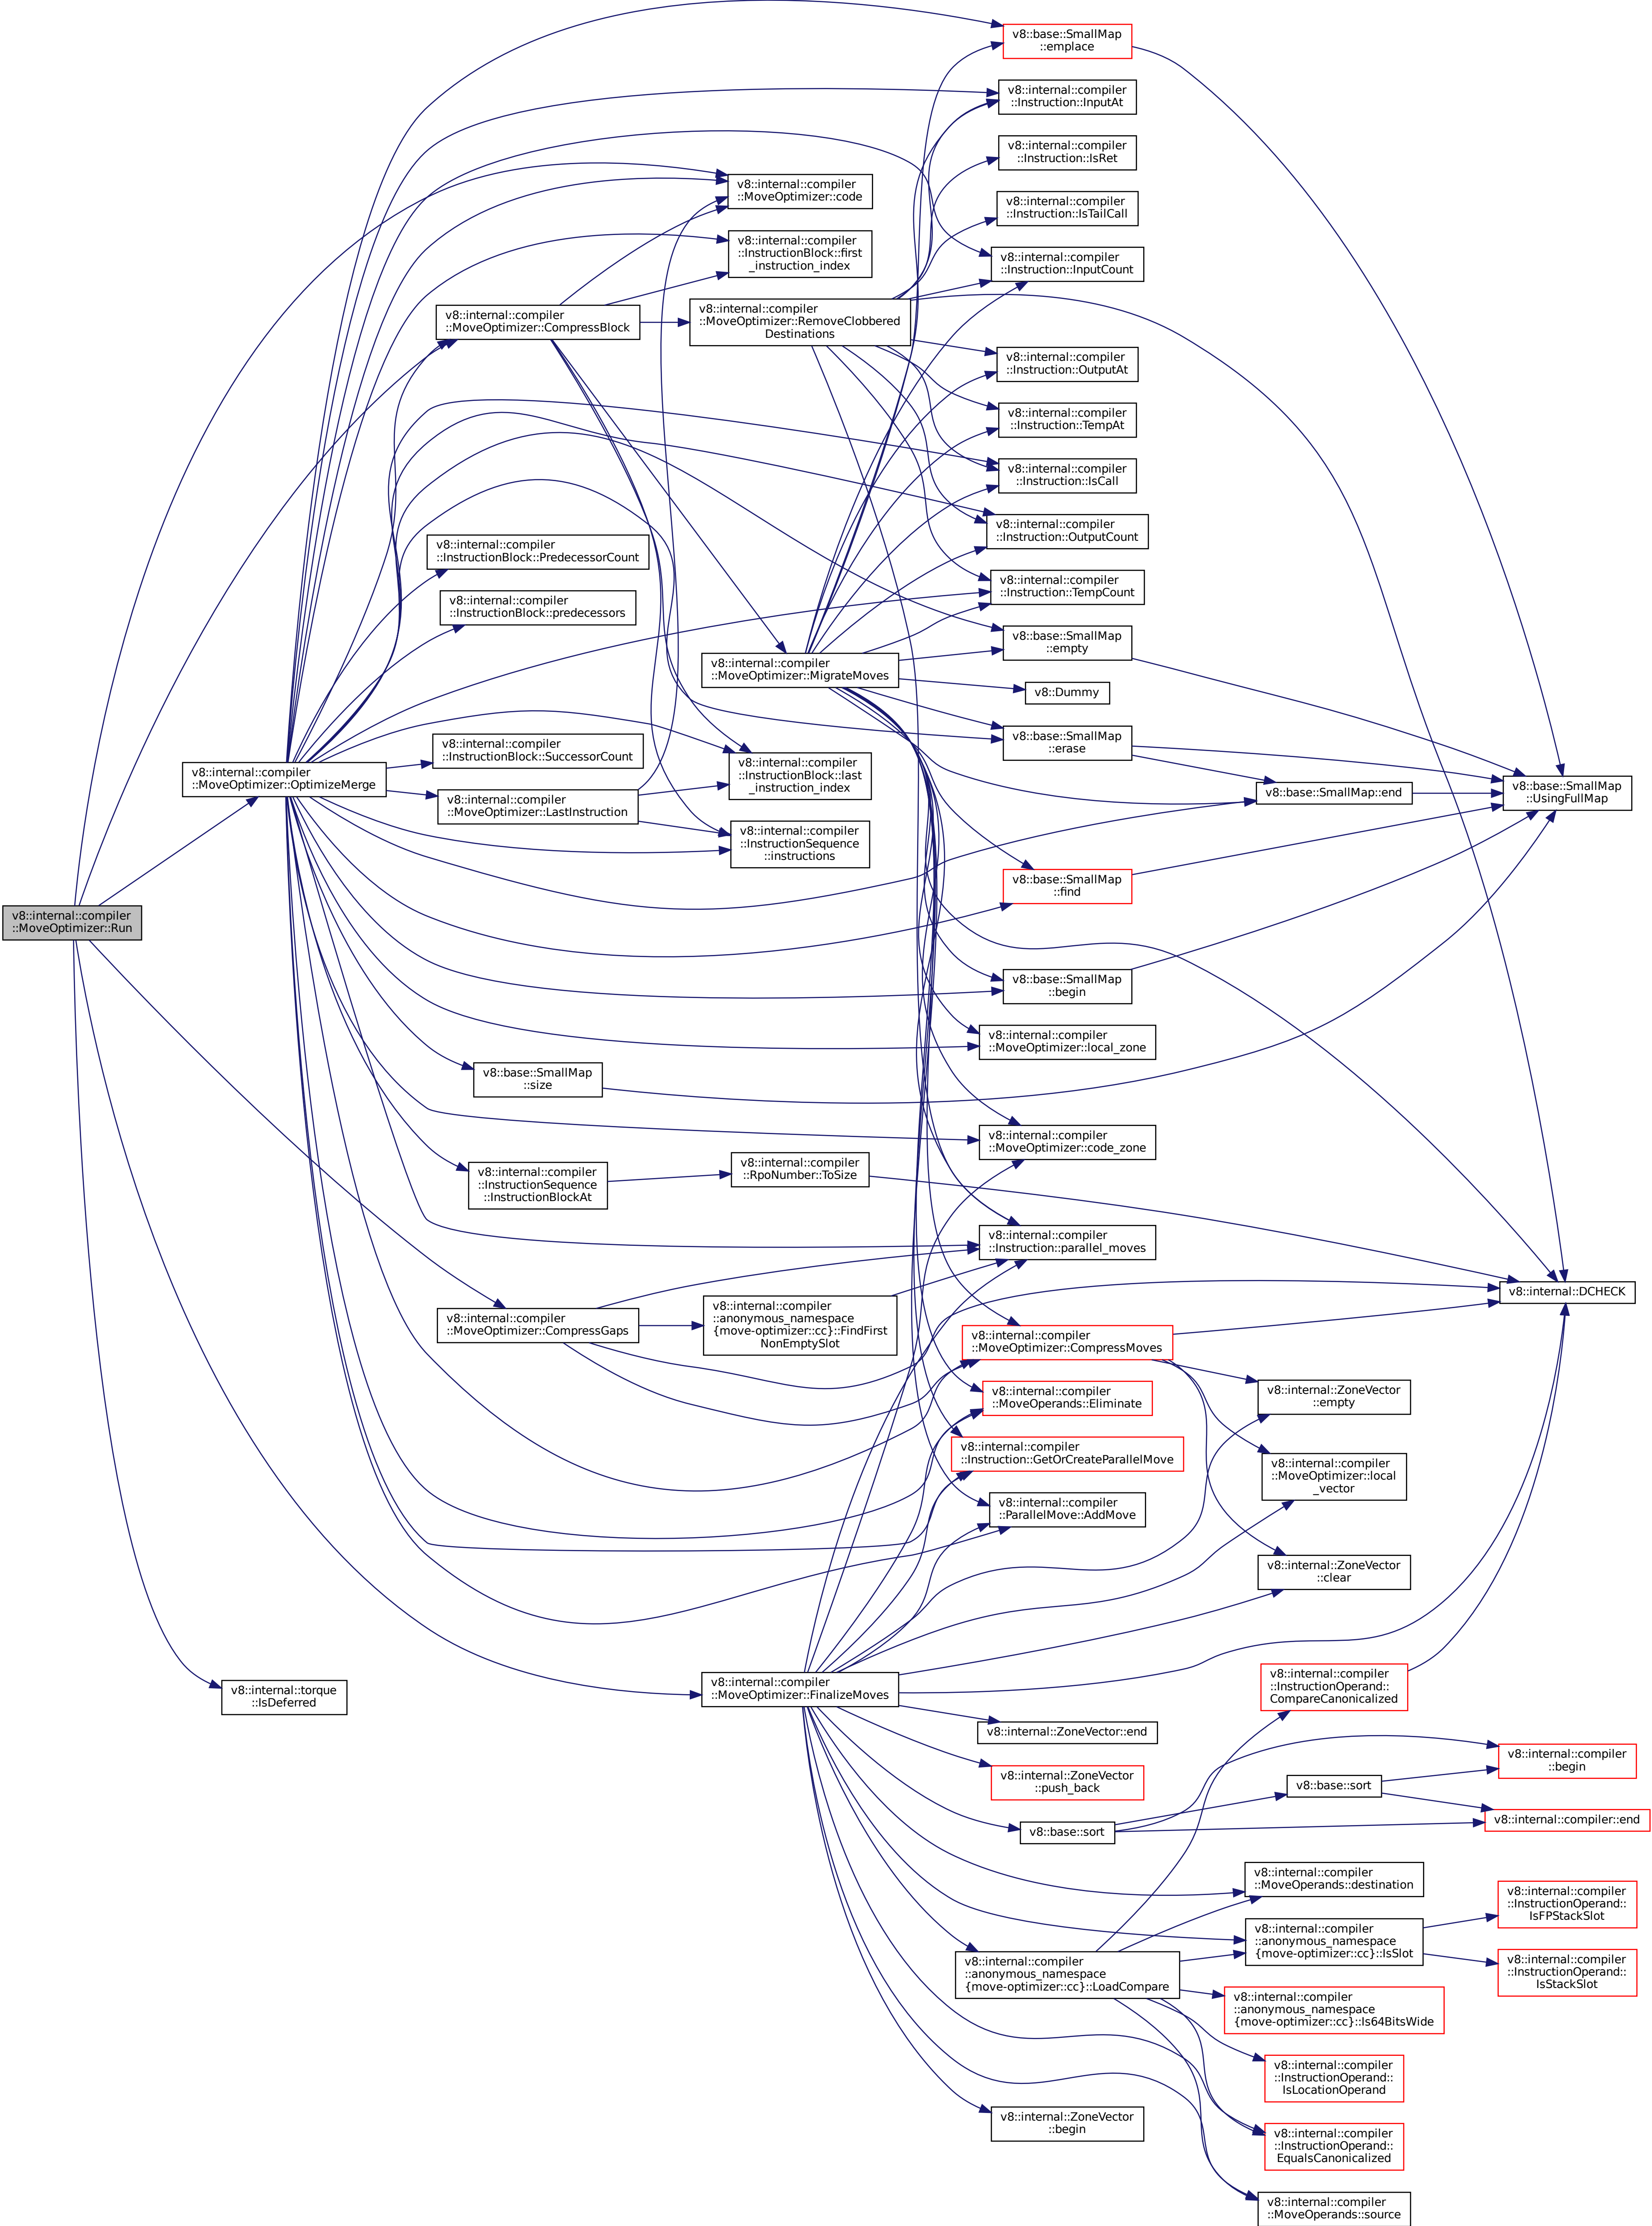 v8::base::SmallMap
::emplace
v8::internal::compiler
::Instruction::InputAt
v8::internal::compiler
::Instruction::IsRet
v8::internal::compiler
::MoveOptimizer::code
v8::internal::compiler
::Instruction::IsTailCall
v8::internal::compiler
::InstructionBlock::first
_instruction_index
v8::internal::compiler
::Instruction::InputCount
v8::internal::compiler
::MoveOptimizer::CompressBlock
v8::internal::compiler
::MoveOptimizer::RemoveClobbered
Destinations
v8::internal::compiler
::Instruction::OutputAt
v8::internal::compiler
::Instruction::TempAt
v8::internal::compiler
::Instruction::IsCall
v8::internal::compiler
::Instruction::OutputCount
v8::internal::compiler
::InstructionBlock::PredecessorCount
v8::internal::compiler
::Instruction::TempCount
v8::internal::compiler
::InstructionBlock::predecessors
v8::base::SmallMap
::empty
v8::internal::compiler
::MoveOptimizer::MigrateMoves
v8::Dummy
v8::base::SmallMap
::erase
v8::internal::compiler
::InstructionBlock::SuccessorCount
v8::internal::compiler
::InstructionBlock::last
_instruction_index
v8::internal::compiler
::MoveOptimizer::OptimizeMerge
v8::base::SmallMap::end
v8::base::SmallMap
::UsingFullMap
v8::internal::compiler
::MoveOptimizer::LastInstruction
v8::internal::compiler
::InstructionSequence
::instructions
v8::base::SmallMap
::find
v8::internal::compiler
::MoveOptimizer::Run
v8::base::SmallMap
::begin
v8::internal::compiler
::MoveOptimizer::local_zone
v8::base::SmallMap
::size
v8::internal::compiler
::MoveOptimizer::code_zone
v8::internal::compiler
::InstructionSequence
::InstructionBlockAt
v8::internal::compiler
::RpoNumber::ToSize
v8::internal::compiler
::Instruction::parallel_moves
v8::internal::DCHECK
v8::internal::compiler
::MoveOptimizer::CompressGaps
v8::internal::compiler
::anonymous_namespace
{move-optimizer::cc}::FindFirst
NonEmptySlot
v8::internal::compiler
::MoveOptimizer::CompressMoves
v8::internal::compiler
::MoveOperands::Eliminate
v8::internal::ZoneVector
::empty
v8::internal::compiler
::Instruction::GetOrCreateParallelMove
v8::internal::compiler
::MoveOptimizer::local
_vector
v8::internal::compiler
::ParallelMove::AddMove
v8::internal::ZoneVector
::clear
v8::internal::torque
::IsDeferred
v8::internal::compiler
::MoveOptimizer::FinalizeMoves
v8::internal::compiler
::InstructionOperand::
CompareCanonicalized
v8::internal::ZoneVector::end
v8::internal::ZoneVector
::push_back
v8::internal::compiler
::begin
v8::base::sort
v8::internal::compiler::end
v8::base::sort
v8::internal::compiler
::MoveOperands::destination
v8::internal::compiler
::InstructionOperand::
IsFPStackSlot
v8::internal::compiler
::anonymous_namespace
{move-optimizer::cc}::IsSlot
v8::internal::compiler
::InstructionOperand::
IsStackSlot
v8::internal::compiler
::anonymous_namespace
{move-optimizer::cc}::LoadCompare
v8::internal::compiler
::anonymous_namespace
{move-optimizer::cc}::Is64BitsWide
v8::internal::compiler
::InstructionOperand::
IsLocationOperand
v8::internal::ZoneVector
::begin
v8::internal::compiler
::InstructionOperand::
EqualsCanonicalized
v8::internal::compiler
::MoveOperands::source